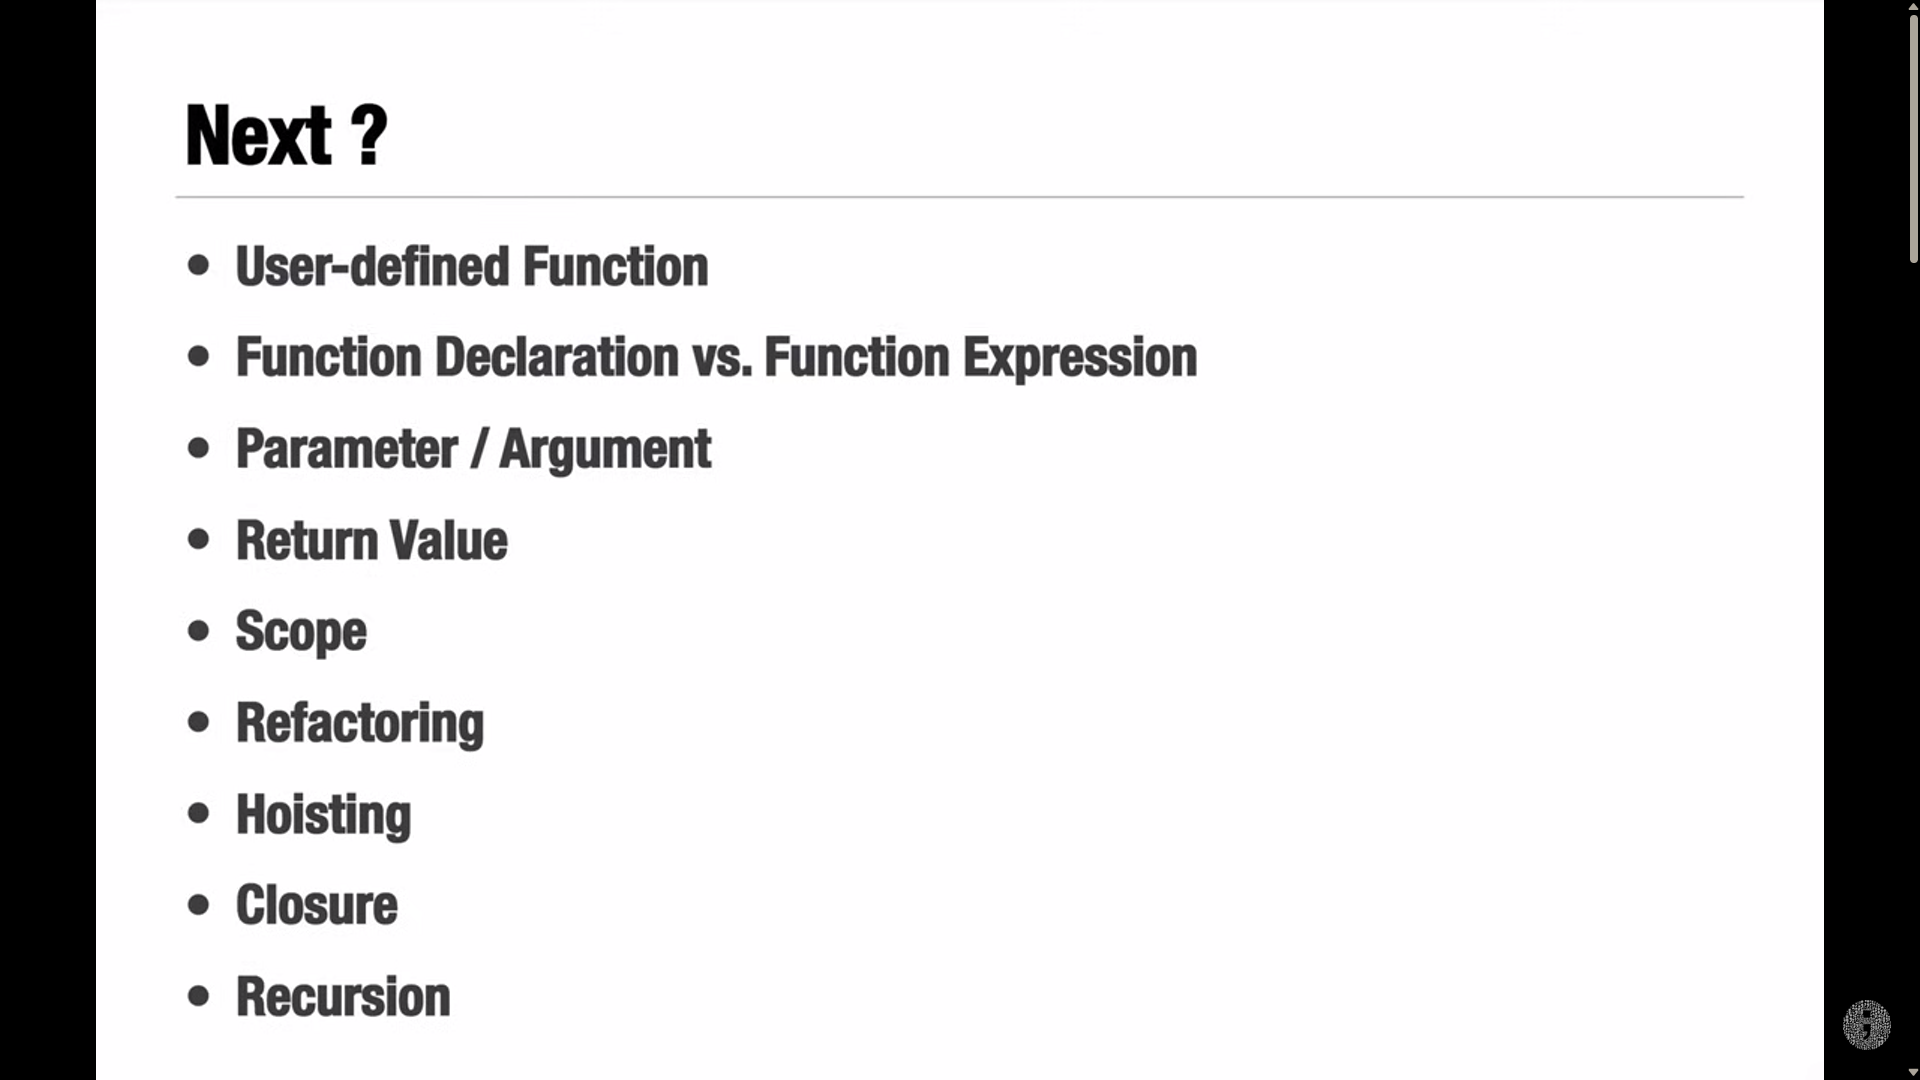 Next ?
• User-defined Function
• Function Declaration vs. Function Expression
• Parameter / Argument
• Return Value
• Scope
• Refactoring
• Hoisting
• Closure
• Recursion